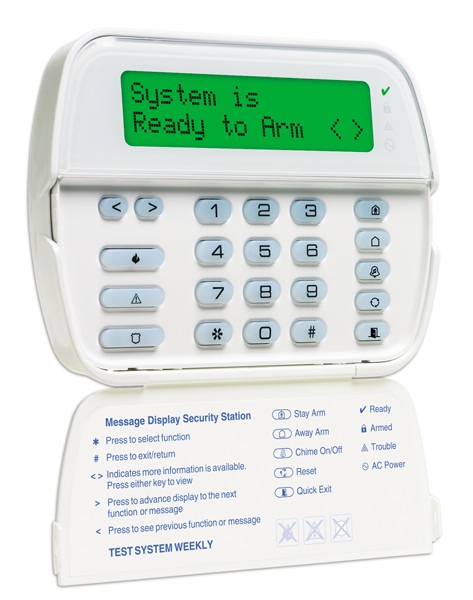 System is
Ready to Arm < >
< >
1 2 3
4 5 6
7 8 9
* 0 #
Message Display Security Station
* Press to select function
# Press to exit/return
< > Indicates more information is available.
Press either key to view
> Press to advance display to the next
function or message
< Press to see previous function or message
TEST SYSTEM WEEKLY
Stay Arm
Away Arm
Chime On/Off
Reset
Quick Exit
✓ Ready
Armed
Trouble
AC Power